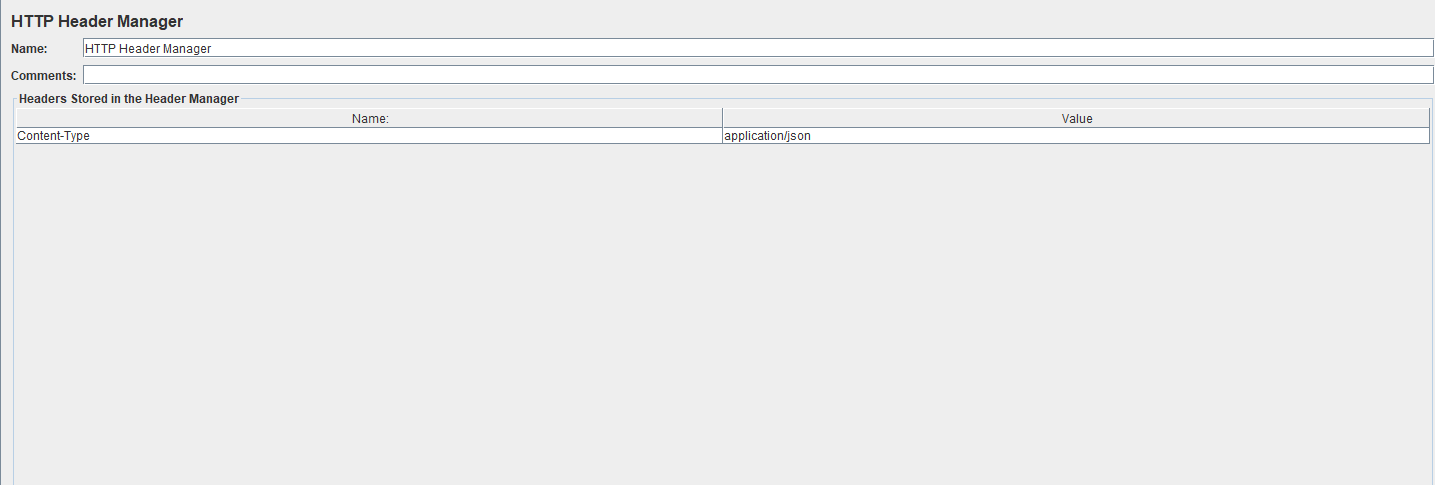 HTTP Header Manager
Name: HTTP Header Manager
Comments:
Headers Stored in the Header Manager
Name: Value
Content-Type application/json